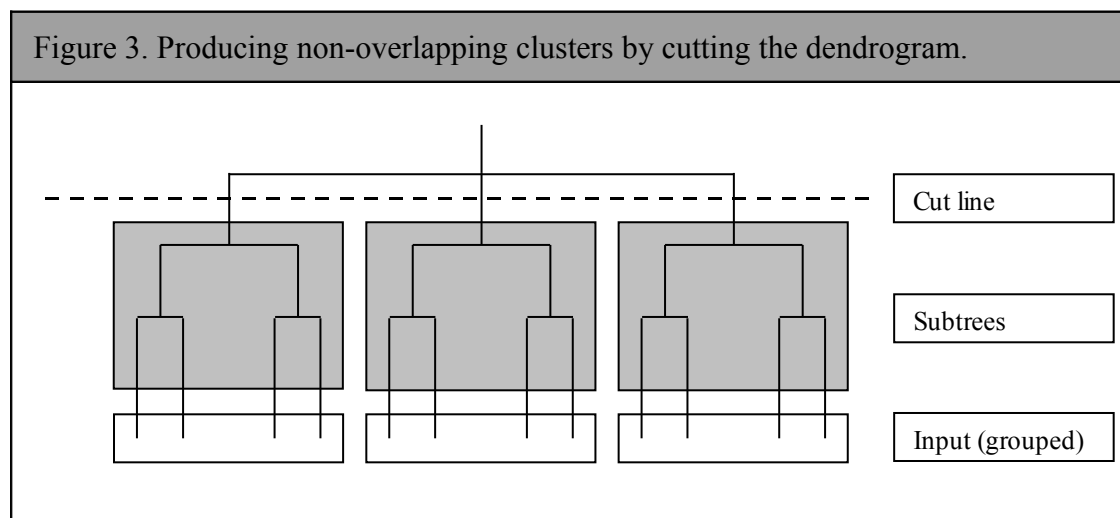 Figure 3. Producing non-overlapping clusters by cutting the dendrogram.
Cut line
Subtrees
Input (grouped)